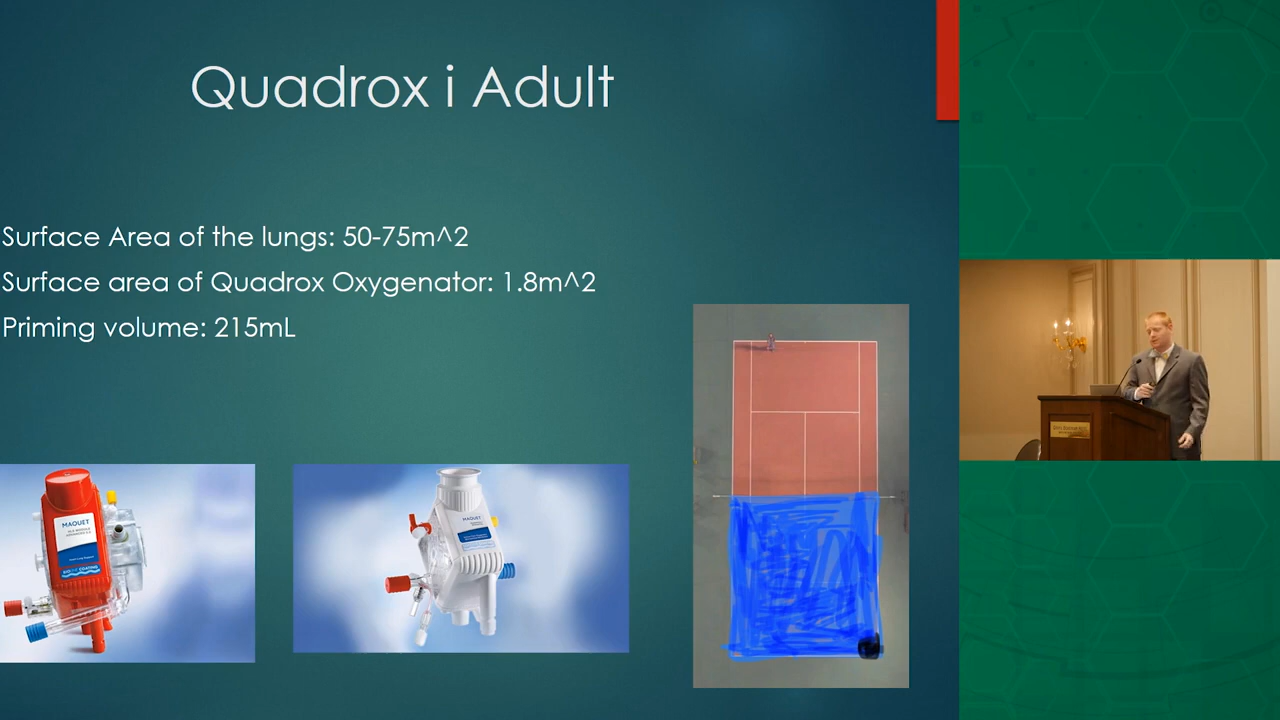 Quadrox i Adult
Surface Area of the lungs: 50-75m^2
Surface area of Quadrox Oxygenator: 1.8m^2
Priming volume: 215mL
MAQUET
MAQUET